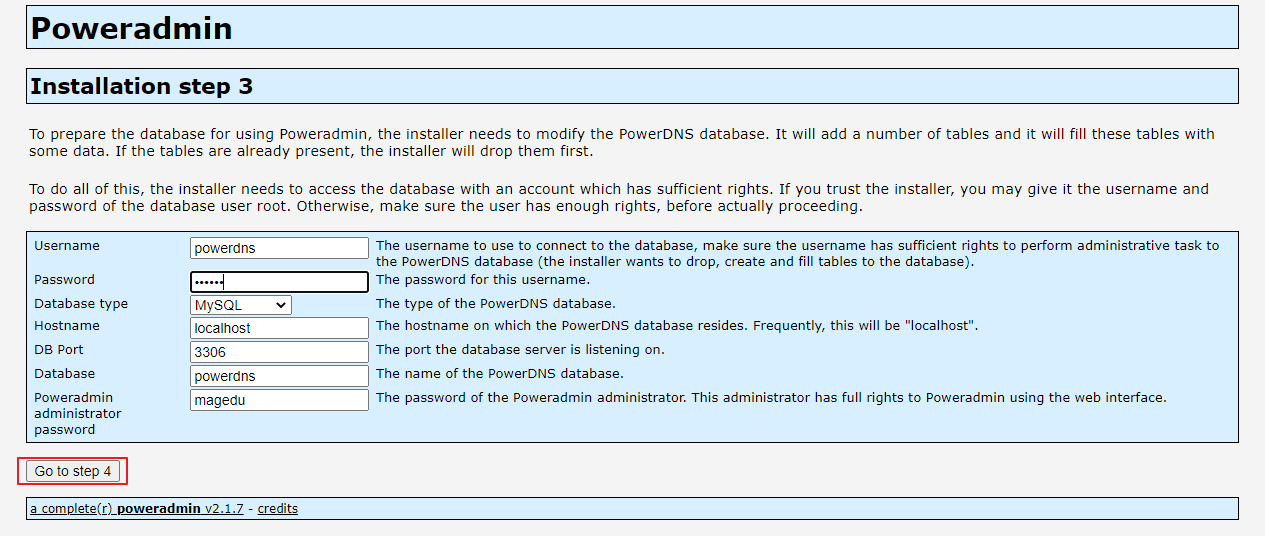 Poweradmin
Installation step 3
To prepare the database for using Poweradmin, the installer needs to modify the PowerDNS database. It will add a number of tables and it will fill these tables with
some data. If the tables are already present, the installer will drop them first.
To do all of this, the installer needs to access the database with an account which has sufficient rights. If you trust the installer, you may give it the username and
password of the database user root. Otherwise, make sure the user has enough rights, before actually proceeding.
Username powerdns The username to use to connect to the database, make sure the username has sufficient rights to perform administrative task to
the PowerDNS database (the installer wants to drop, create and fill tables to the database).
Password •••••• The password for this username.
Database type MySQL The type of the PowerDNS database.
Hostname localhost The hostname on which the PowerDNS database resides. Frequently, this will be "localhost".
DB Port 3306 The port the database server is listening on.
Database powerdns The name of the PowerDNS database.
Poweradmin magedu The password of the Poweradmin administrator. This administrator has full rights to Poweradmin using the web interface.
administrator
password
Go to step 4
a complete(r) poweradmin v2.1.7 - credits